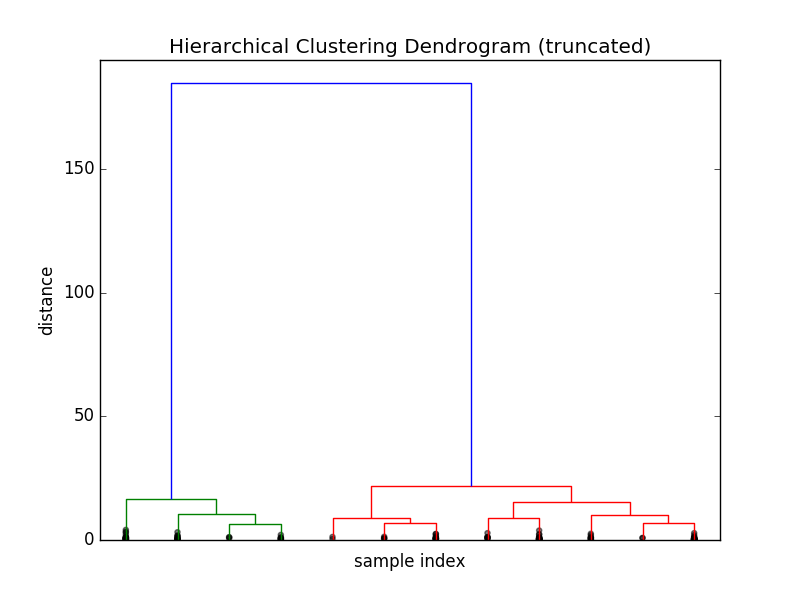 Hierarchical Clustering Dendrogram (truncated)
150
100
50
0
distance
sample index